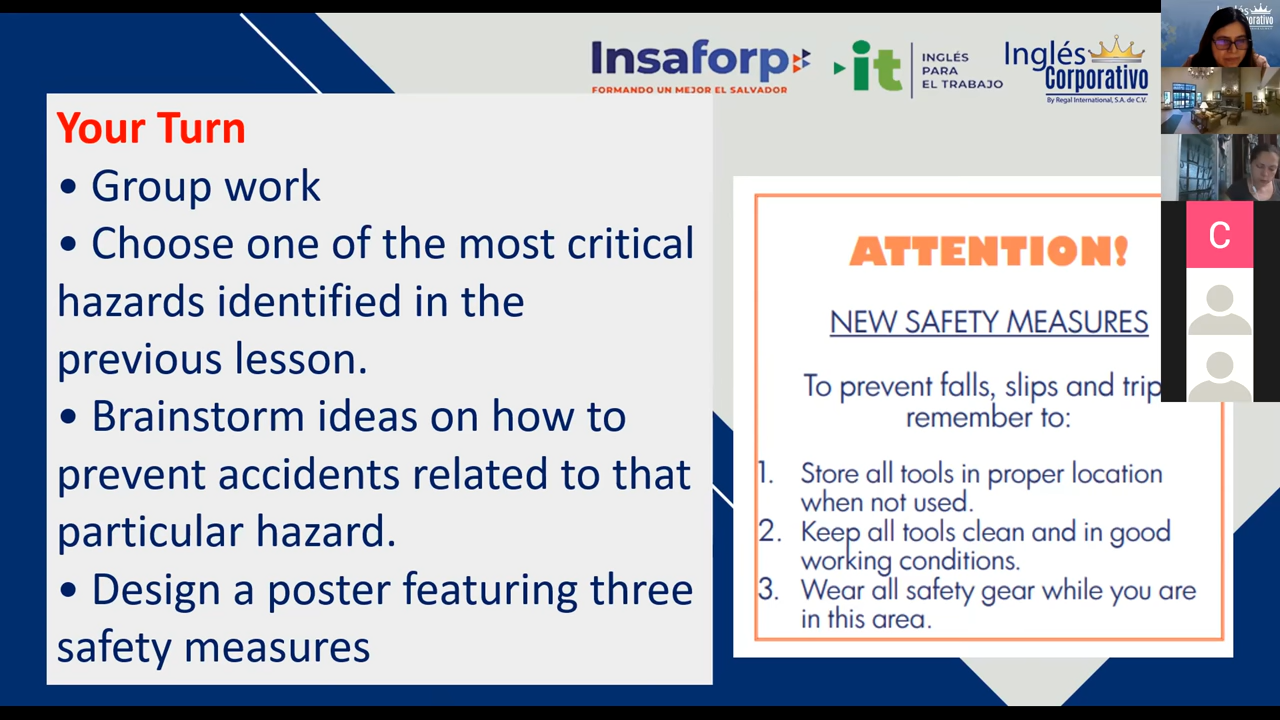 Insaforp
FORMANDO UN MEJOR EL SALVADOR
it
INGLÉS
PARA
EL TRABAJO
Inglés
Corporativo
By Regal International, S.A. de C.V.
Your Turn
• Group work
• Choose one of the most critical
hazards identified in the
previous lesson.
• Brainstorm ideas on how to
prevent accidents related to that
particular hazard.
• Design a poster featuring three
safety measures
ATTENTION!
NEW SAFETY MEASURES
To prevent falls, slips and trip
remember to:
1. Store all tools in proper location
when not used.
2. Keep all tools clean and in good
working conditions.
3. Wear all safety gear while you are
in this area.
C